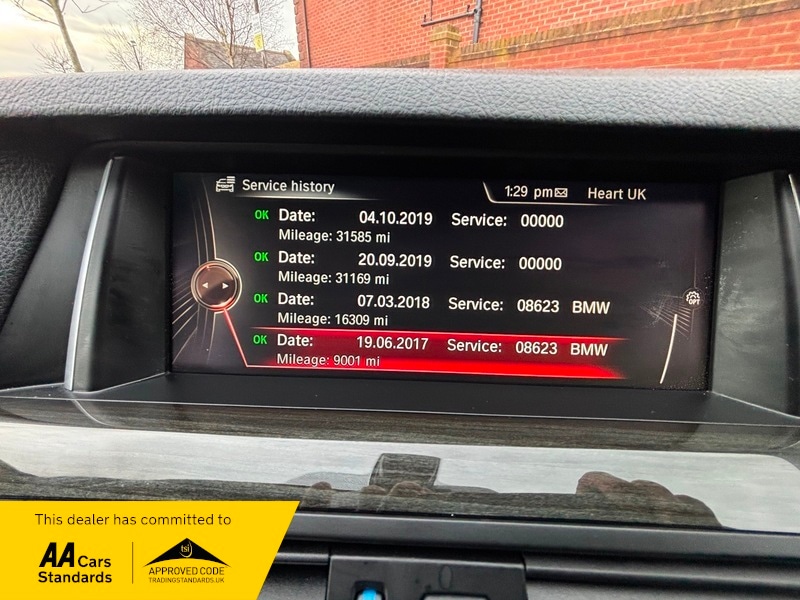 Service history
1:29 pm
Heart UK
OK Date: 04.10.2019 Service: 00000
Mileage: 31585 mi
OK Date: 20.09.2019 Service: 00000
Mileage: 31169 mi
OK Date: 07.03.2018 Service: 08623 BMW
Mileage: 16309 mi
OK Date: 19.06.2017 Service: 08623 BMW
Mileage: 9001 mi
OPT
This dealer has committed to
AA Cars
Standards
tsi
APPROVED CODE
TRADINGSTANDARDS.UK